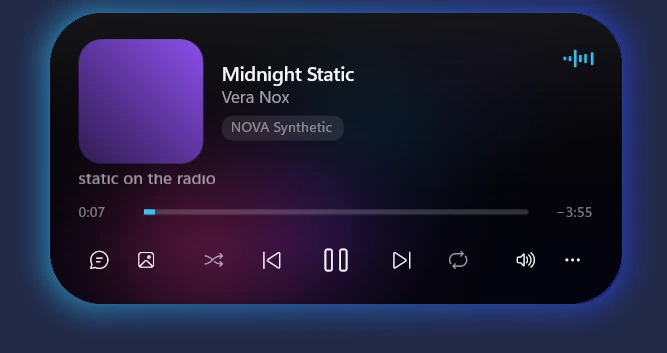 Midnight Static
Vera Nox
NOVA Synthetic
static on the radio
0:07
−3:55